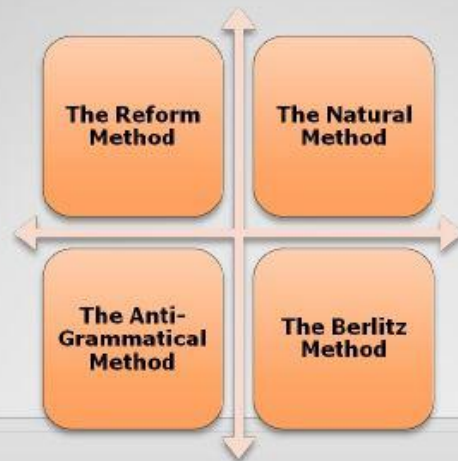 The Reform
Method
The Natural
Method
The Anti-
Grammatical
Method
The Berlitz
Method